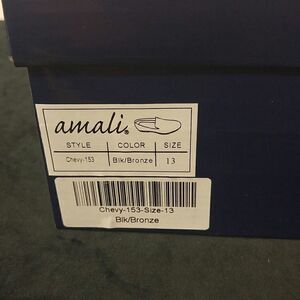 amali®
STYLE COLOR SIZE
Chevy-153 Blk/Bronze 13
Chevy-153-Size-13
Blk/Bronze